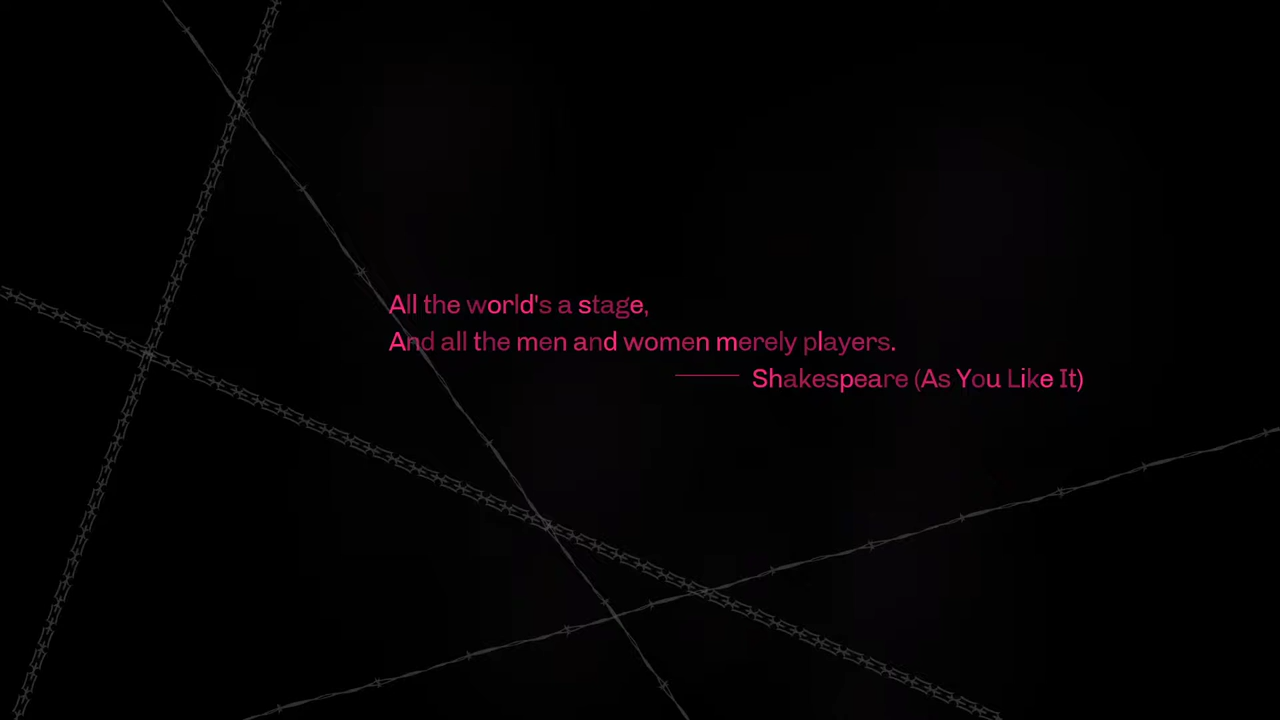 All the world's a stage,
And all the men and women merely players.
—— Shakespeare (As You Like It)